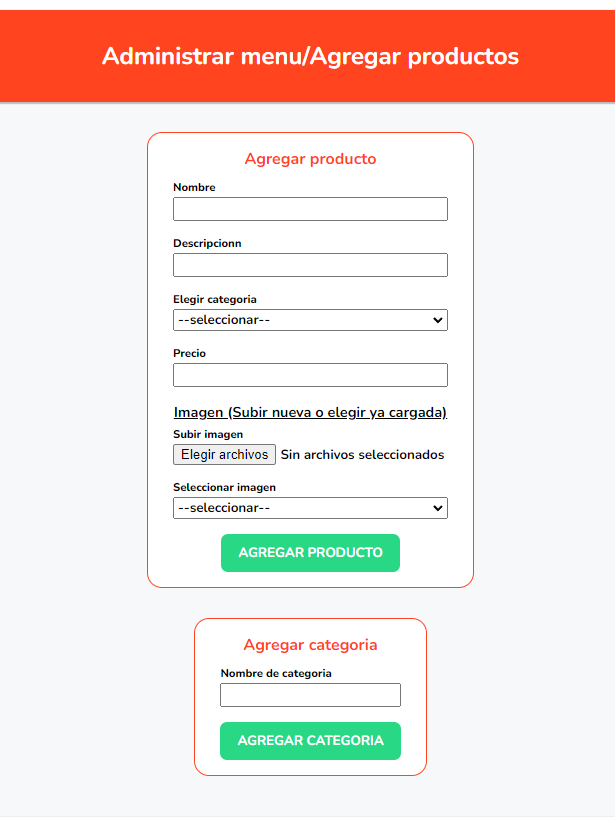 Administrar menu/Agregar productos
Agregar producto
Nombre
Descripcionn
Elegir categoria
--seleccionar--
Precio
Imagen (Subir nueva o elegir ya cargada)
Subir imagen
Elegir archivos Sin archivos seleccionados
Seleccionar imagen
--seleccionar--
AGREGAR PRODUCTO
Agregar categoria
Nombre de categoria
AGREGAR CATEGORIA